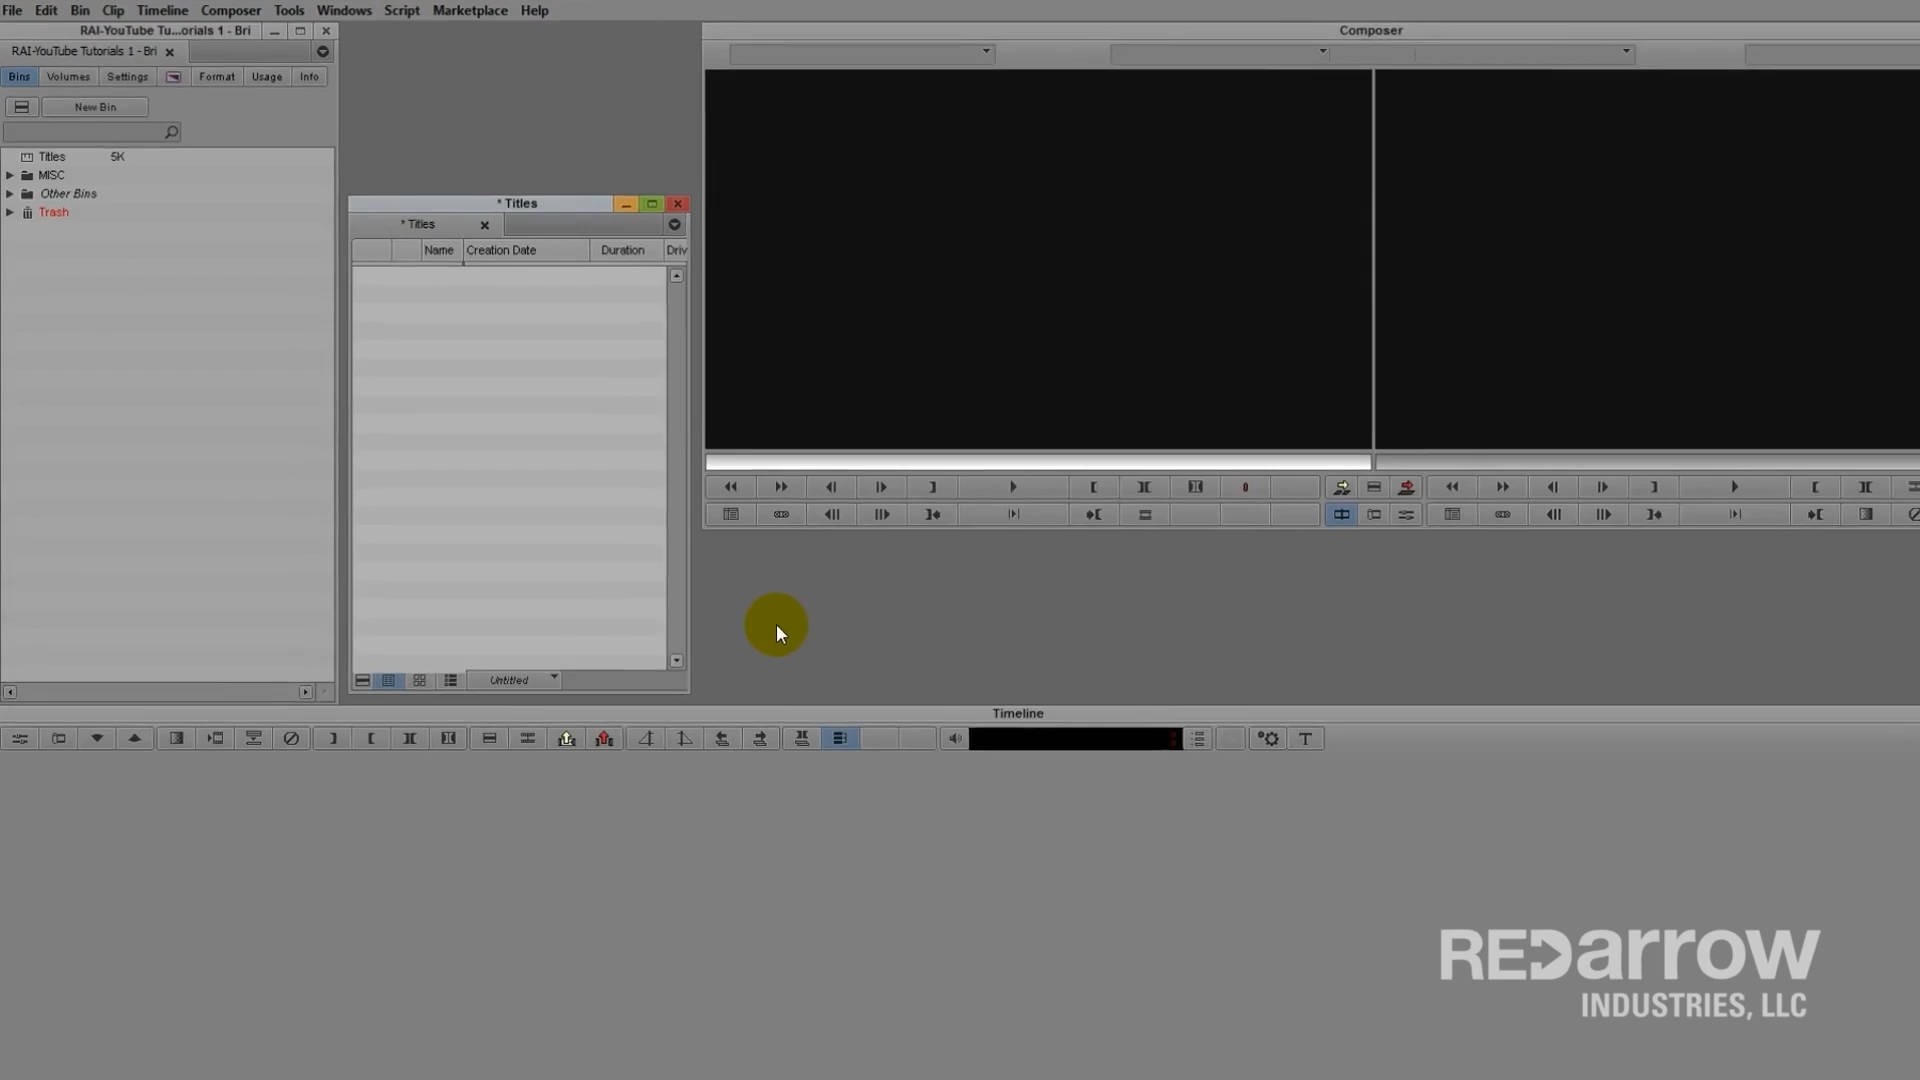 File Edit Bin Clip Timeline Composer Tools Windows Script Marketplace Help
RAI-YouTube Tu...orials 1 - Bri
RAI-YouTube Tutorials 1 - Bri
Bins Volumes Settings Format Usage Info
New Bin
Titles 5K
MISC
Other Bins
Trash
* Titles
* Titles
Name Creation Date Duration Driv
Untitled
Composer
Timeline
REDarrow
INDUSTRIES, LLC